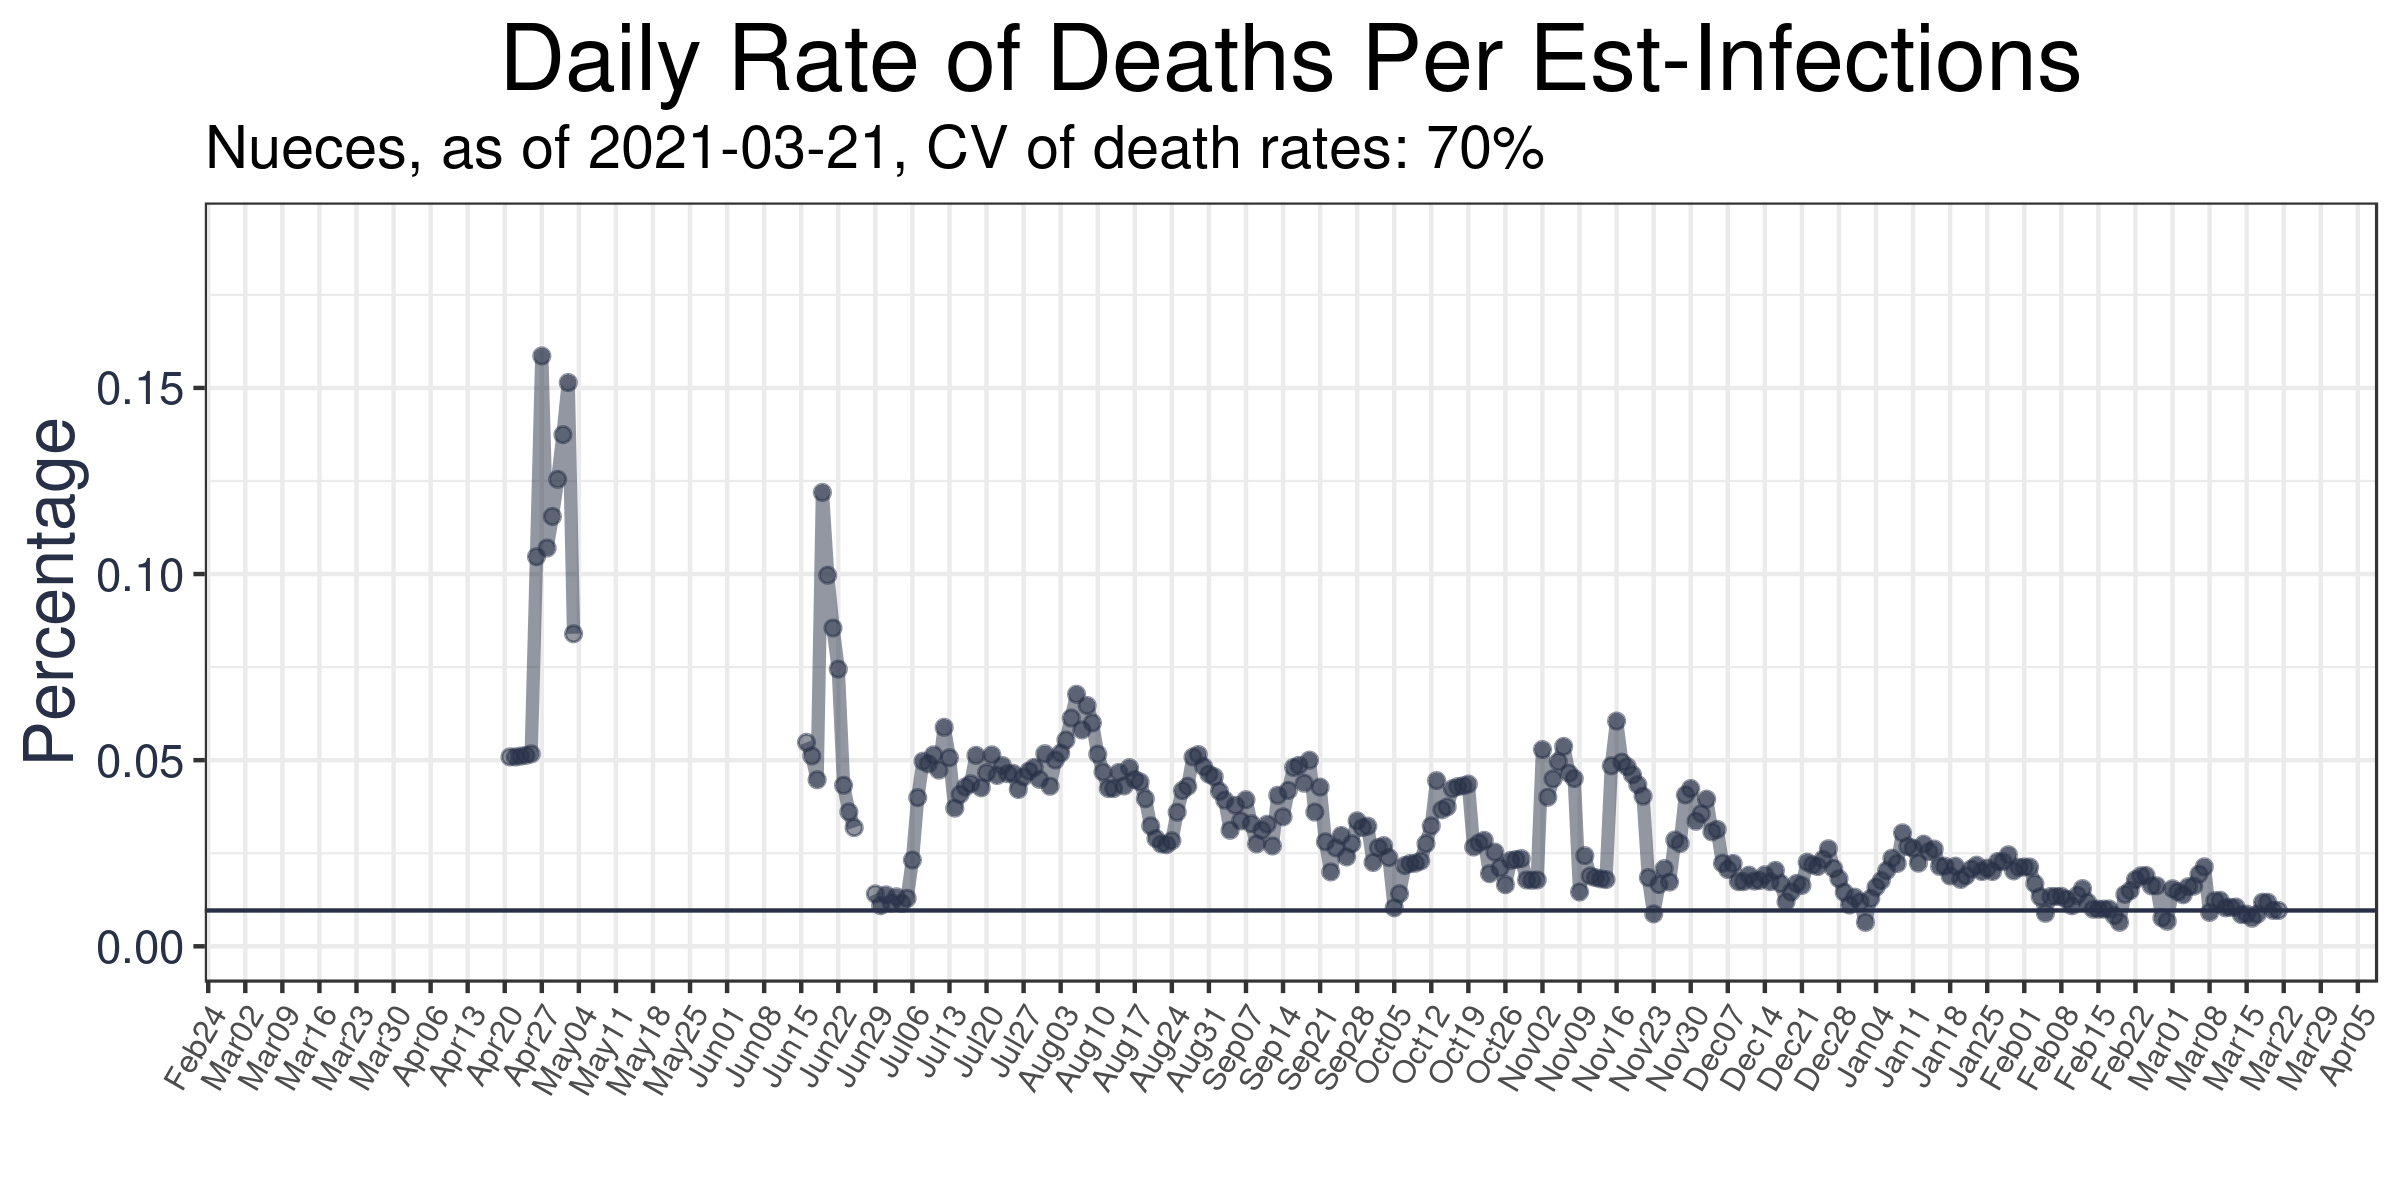 Daily Rate of Deaths Per Est-Infections
Nueces, as of 2021-03-21, CV of death rates: 70%
Percentage
0.15
0.10
0.05
0.00
Feb24
Mar02
Mar09
Mar16
Mar23
Mar30
Apr06
Apr13
Apr20
Apr27
May04
May11
May18
May25
Jun01
Jun08
Jun15
Jun22
Jun29
Jul06
Jul13
Jul20
Jul27
Aug03
Aug10
Aug17
Aug24
Aug31
Sep07
Sep14
Sep21
Sep28
Oct05
Oct12
Oct19
Oct26
Nov02
Nov09
Nov16
Nov23
Nov30
Dec07
Dec14
Dec21
Dec28
Jan04
Jan11
Jan18
Jan25
Feb01
Feb08
Feb15
Feb22
Mar01
Mar08
Mar15
Mar22
Mar29
Apr05